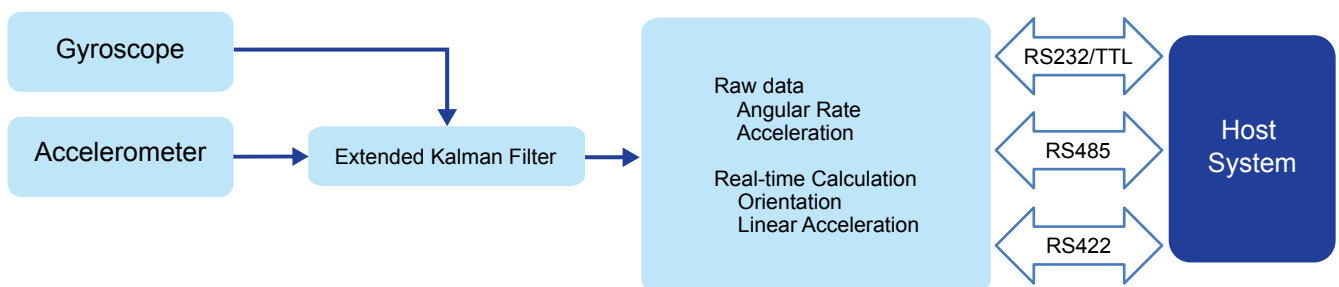 Gyroscope
Accelerometer
Extended Kalman Filter
Raw data
Angular Rate
Acceleration
Real-time Calculation
Orientation
Linear Acceleration
RS232/TTL
RS485
RS422
Host
System